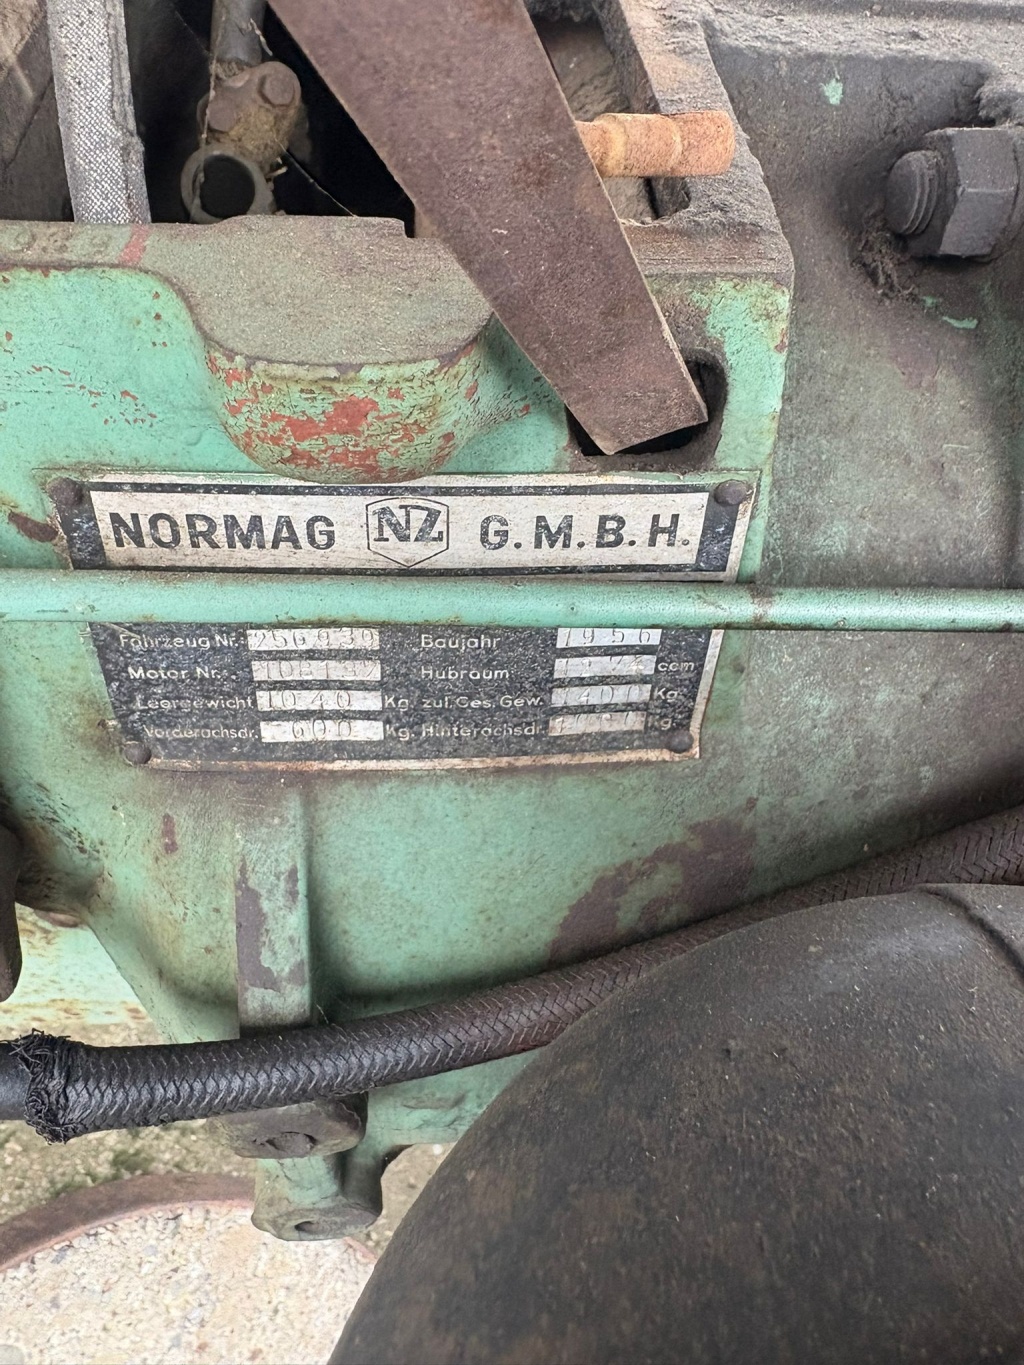 NORMAG NZ G.M.B.H.
Fahrzeug Nr.: 250930 Baujahr 1956
Motor Nr.: Hubraum ccm
Leergewicht 1040 Kg. zul. Ges. Gew. Kg.
Vorderachsdr. 600 Kg. Hinterachsdr. Kg.